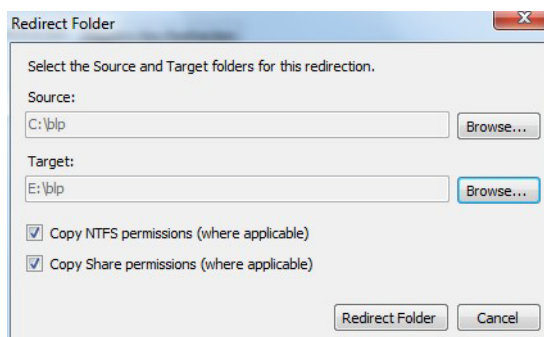 Redirect Folder
Select the Source and Target folders for this redirection.
Source:
C:\blp
Browse...
Target:
E:\blp
Browse...
Copy NTFS permissions (where applicable)
Copy Share permissions (where applicable)
Redirect Folder
Cancel